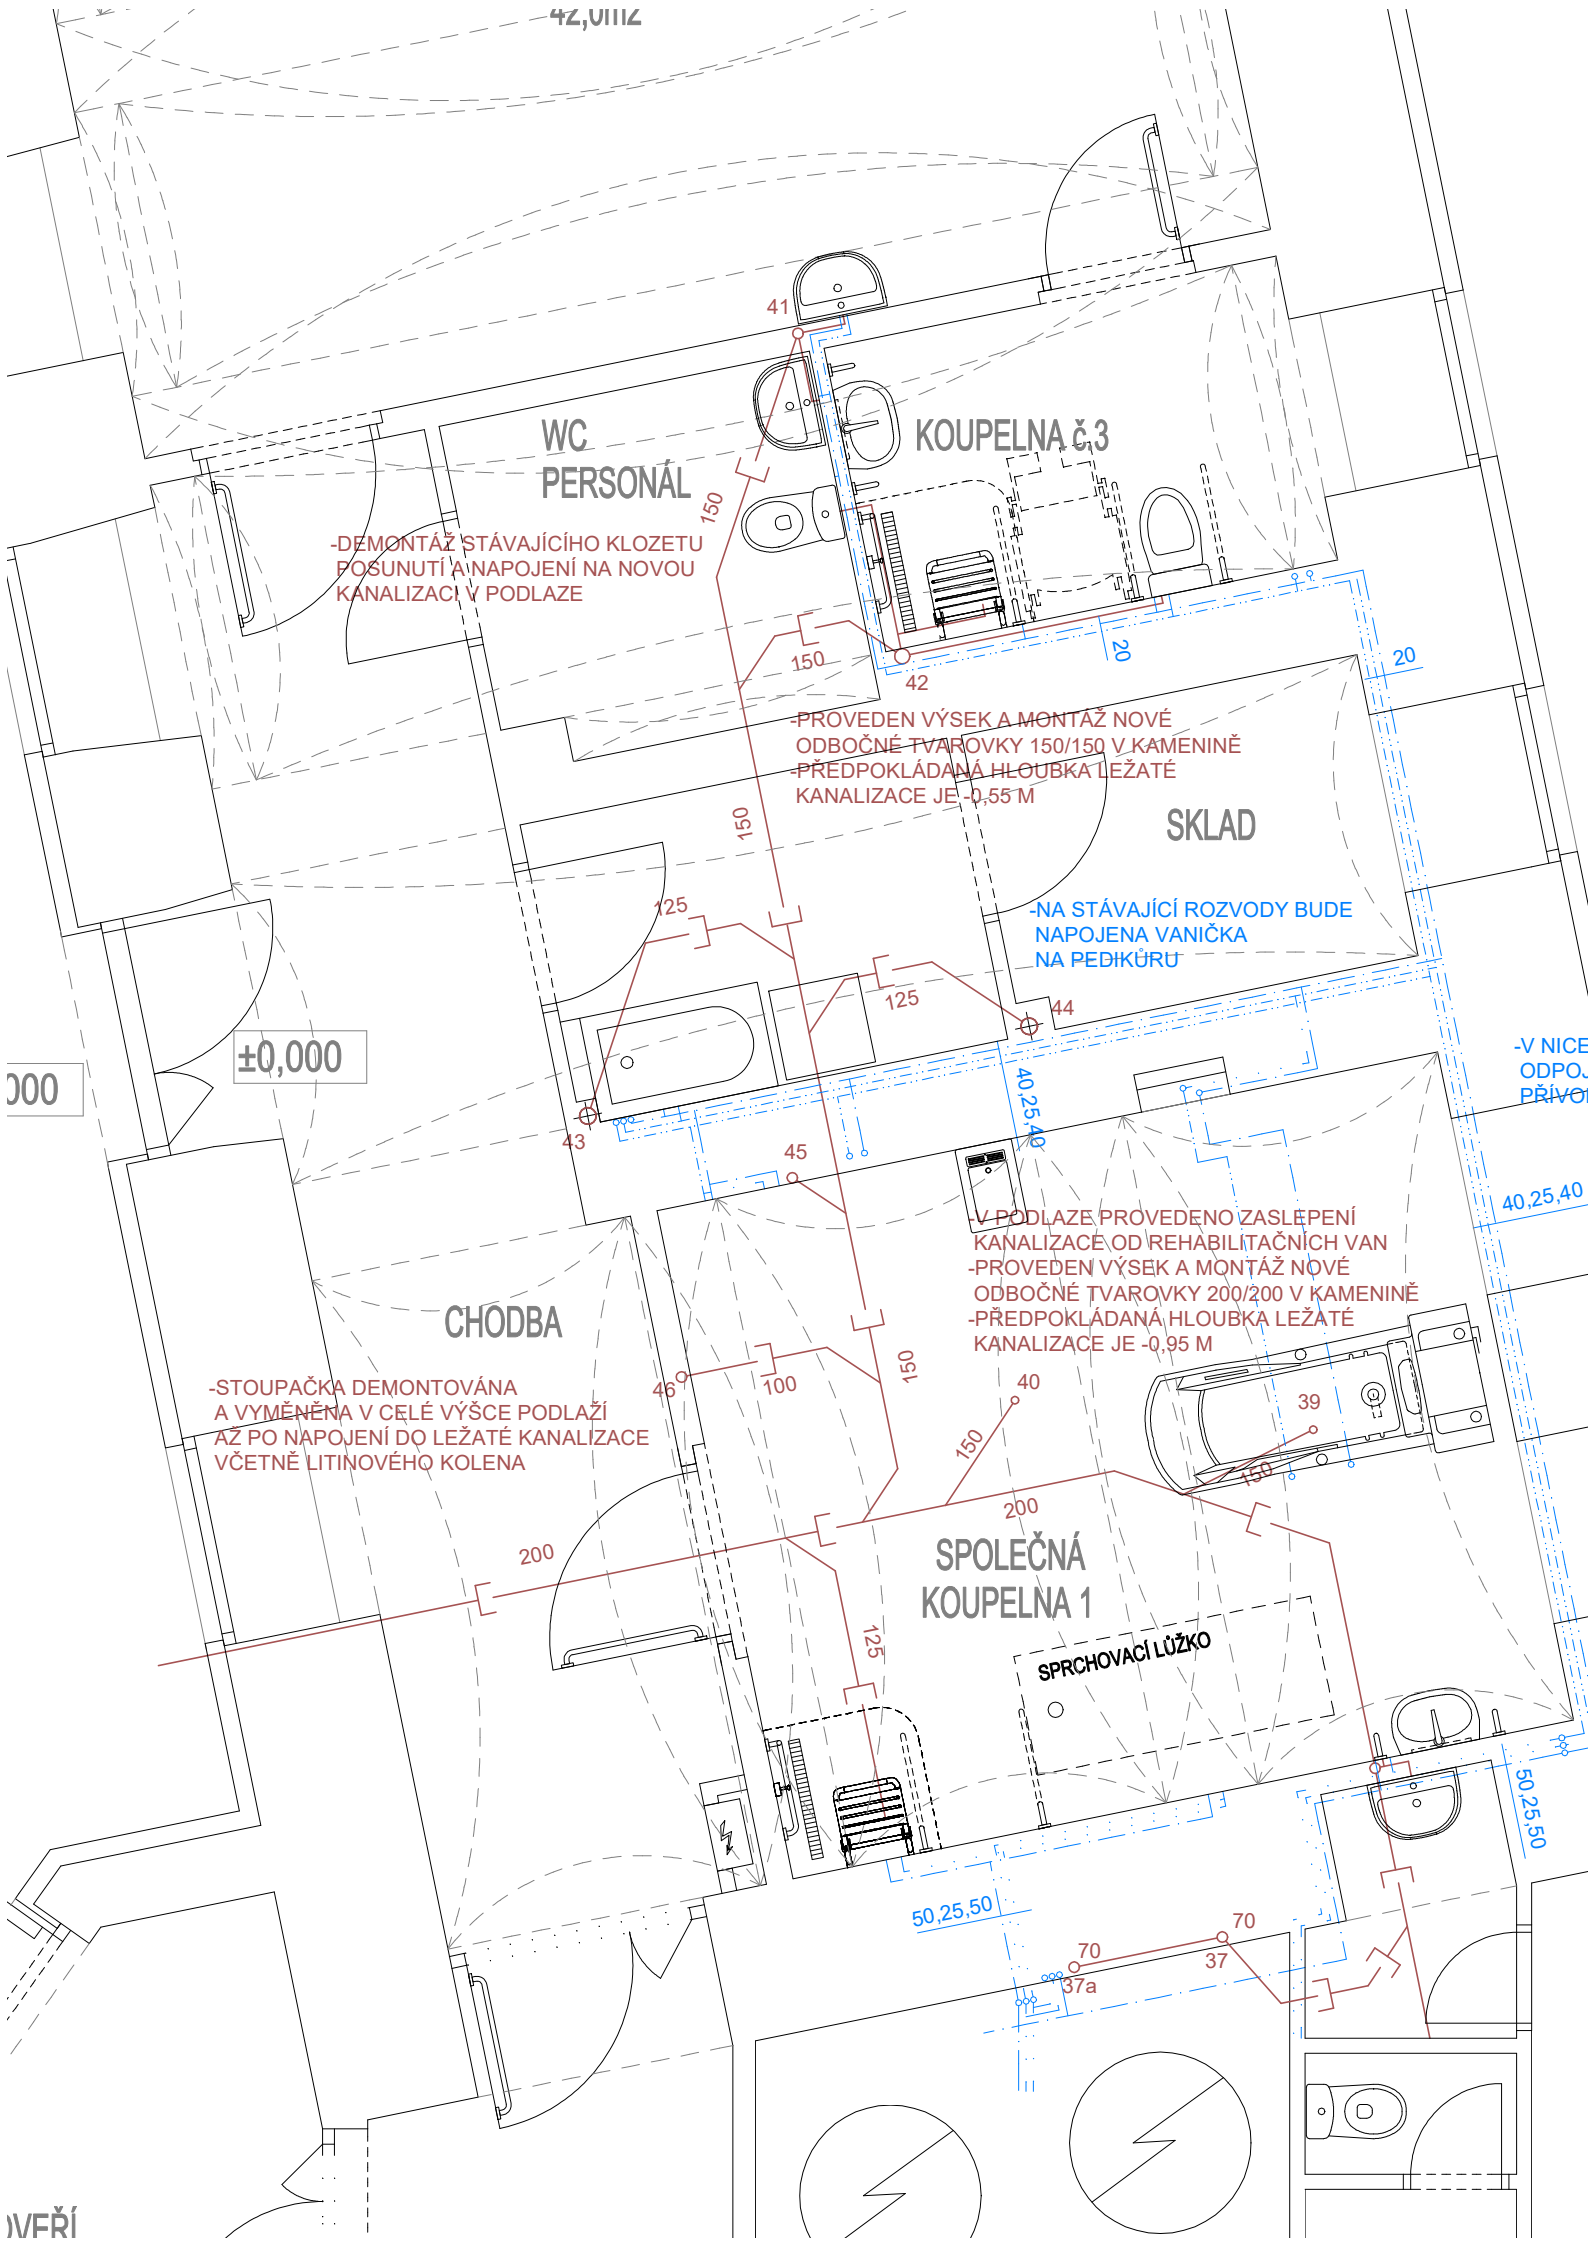 42,0m2
41
WC
PERSONÁL
KOUPELNA č.3
150
-DEMONTÁŽ STÁVAJÍCÍHO KLOZETU
POSUNUTÍ A NAPOJENÍ NA NOVOU
KANALIZACI V PODLAZE
150
42
20
20
-PROVEDEN VÝSEK A MONTÁŽ NOVÉ
ODBOČNÉ TVAROVKY 150/150 V KAMENINĚ
-PŘEDPOKLÁDANÁ HLOUBKA LEŽATÉ
KANALIZACE JE -0,55 M
150
SKLAD
125
-NA STÁVAJÍCÍ ROZVODY BUDE
NAPOJENA VANIČKA
NA PEDIKÚRU
125
44
±0,000
000
-V NICE
ODPOJ
PŘÍVO
40,25,40
43
45
40,25,40
-V PODLAZE PROVEDENO ZASLEPENÍ
KANALIZACE OD REHABILITAČNÍCH VAN
-PROVEDEN VÝSEK A MONTÁŽ NOVÉ
ODBOČNÉ TVAROVKY 200/200 V KAMENINĚ
-PŘEDPOKLÁDANÁ HLOUBKA LEŽATÉ
KANALIZACE JE -0,95 M
CHODBA
150
46
100
40
39
-STOUPAČKA DEMONTOVÁNA
A VYMĚNĚNA V CELÉ VÝŠCE PODLAŽÍ
AŽ PO NAPOJENÍ DO LEŽATÉ KANALIZACE
VČETNĚ LITINOVÉHO KOLENA
150
150
200
200
SPOLEČNÁ
KOUPELNA 1
125
SPRCHOVACÍ LŮŽKO
50,25,50
50,25,50
70
70
37
37a
OVEŘÍ